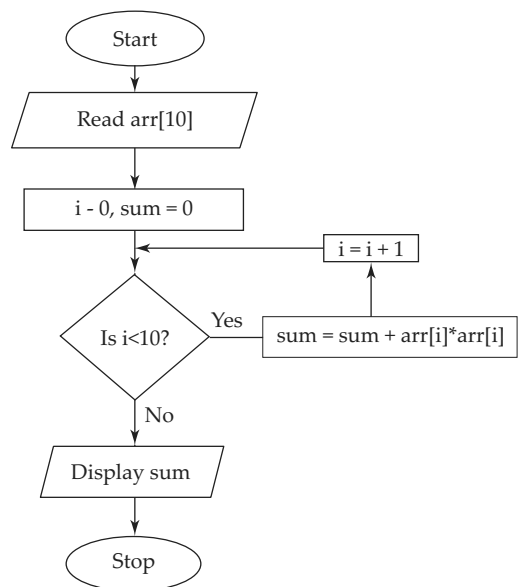 Start
Read arr[10]
i - 0, sum = 0
i = i + 1
Is i<10?
Yes
sum = sum + arr[i]*arr[i]
No
Display sum
Stop